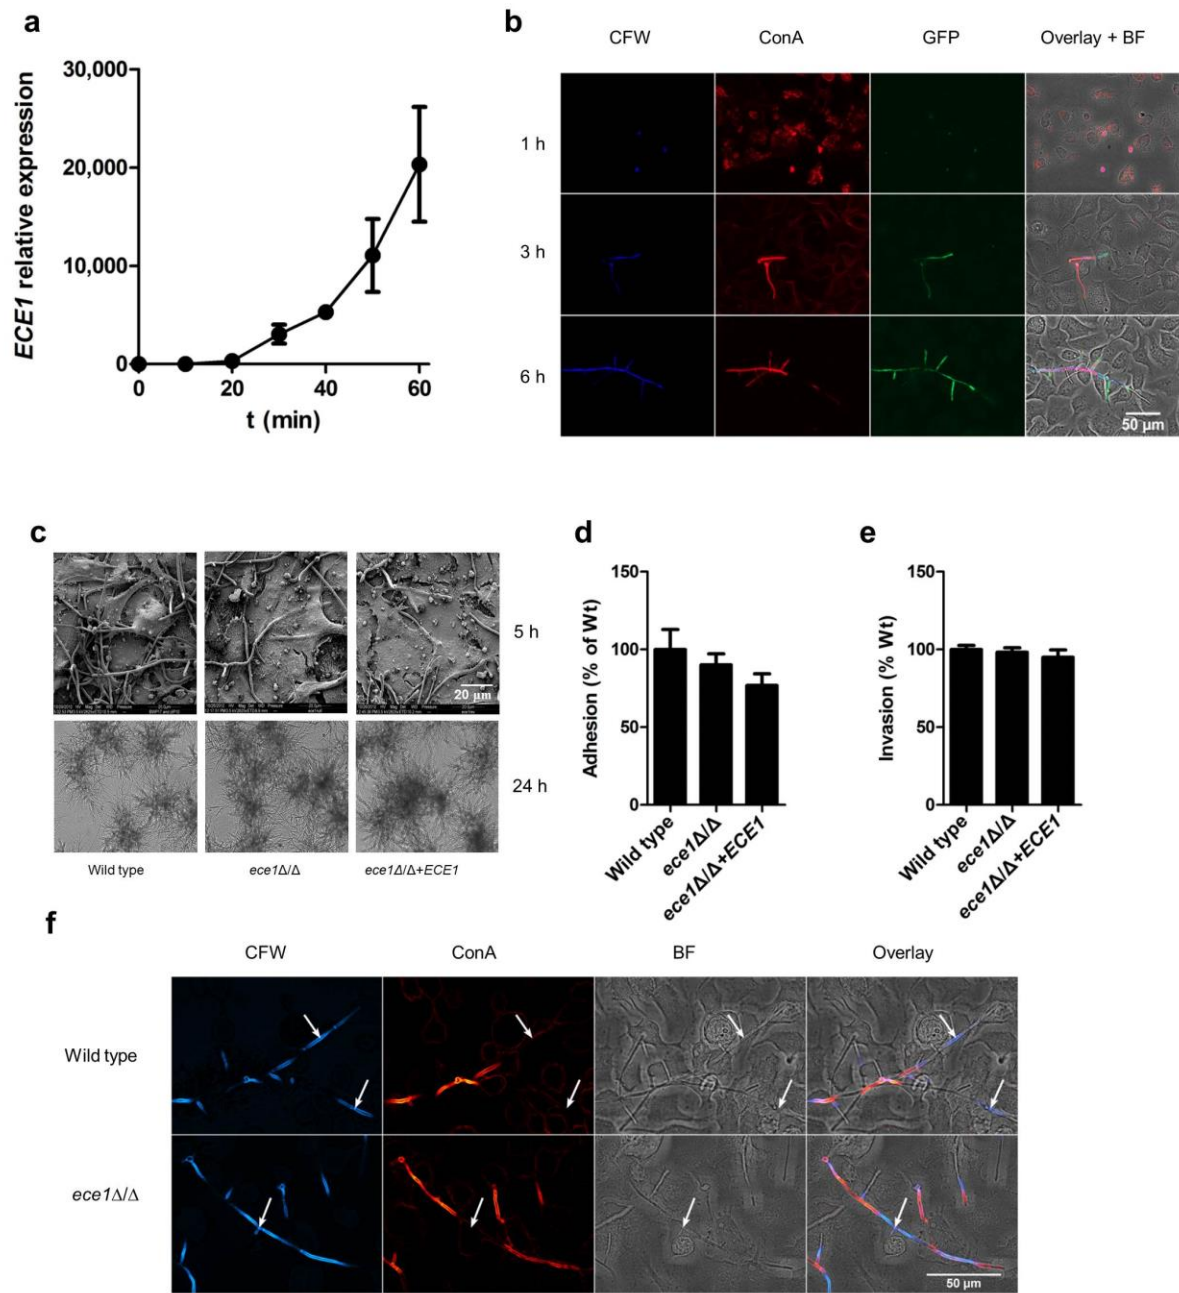 a
ECE1 relative expression
30,000
20,000
10,000
0
0 20 40 60
t (min)
b
CFW ConA GFP Overlay + BF
1 h
3 h
6 h
50 µm
c
5 h
20 µm
24 h
Wild type ece1Δ/Δ ece1Δ/Δ+ECE1
d
Adhesion (% of Wt)
150
100
50
0
Wild type
ece1Δ/Δ
ece1Δ/Δ+ECE1
e
Invasion (% Wt)
150
100
50
0
Wild type
ece1Δ/Δ
ece1Δ/Δ+ECE1
f
CFW ConA BF Overlay
Wild type
ece1Δ/Δ
50 µm